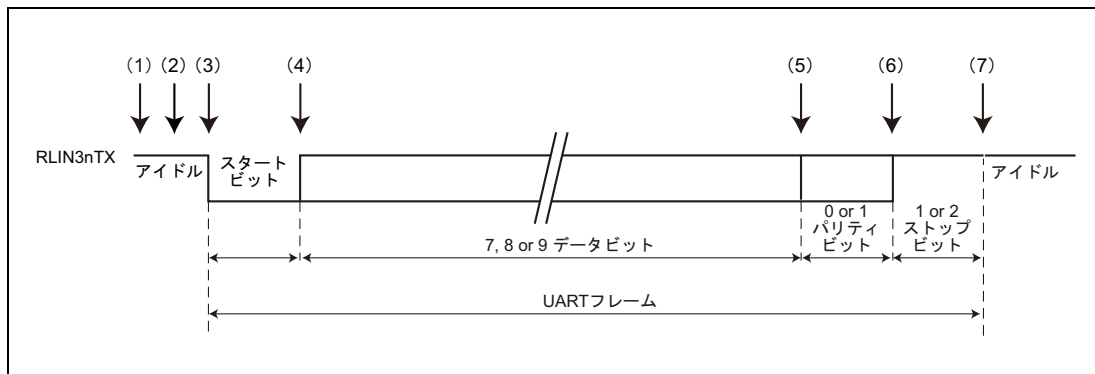 (1) (2) (3) (4) (5) (6) (7)
RLIN3nTX
アイドル
スタート
ビット
アイドル
0 or 1
パリティ
ビット
1 or 2
ストップ
ビット
7, 8 or 9 データビット
UARTフレーム